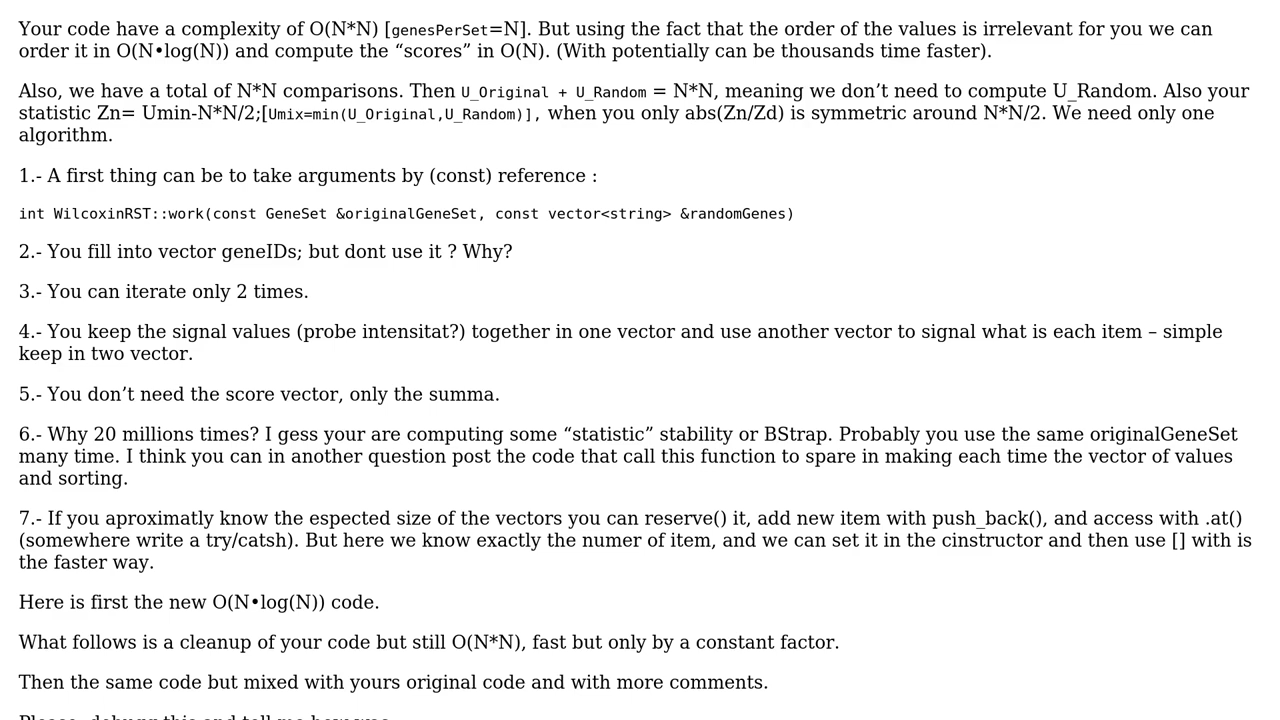 Your code have a complexity of O(N*N) [genesPerSet=N]. But using the fact that the order of the values is irrelevant for you we can
order it in O(N•log(N)) and compute the “scores” in O(N). (With potentially can be thousands time faster).
Also, we have a total of N*N comparisons. Then U_Original + U_Random = N*N, meaning we don’t need to compute U_Random. Also your
statistic Zn= Umin-N*N/2;[Umix=min(U_Original,U_Random)], when you only abs(Zn/Zd) is symmetric around N*N/2. We need only one
algorithm.
1.- A first thing can be to take arguments by (const) reference :
int WilcoxinRST::work(const GeneSet &originalGeneSet, const vector<string> &randomGenes)
2.- You fill into vector geneIDs; but dont use it ? Why?
3.- You can iterate only 2 times.
4.- You keep the signal values (probe intensitat?) together in one vector and use another vector to signal what is each item – simple
keep in two vector.
5.- You don’t need the score vector, only the summa.
6.- Why 20 millions times? I gess your are computing some “statistic” stability or BStrap. Probably you use the same originalGeneSet
many time. I think you can in another question post the code that call this function to spare in making each time the vector of values
and sorting.
7.- If you aproximatly know the espected size of the vectors you can reserve() it, add new item with push_back(), and access with .at()
(somewhere write a try/catsh). But here we know exactly the numer of item, and we can set it in the cinstructor and then use [] with is
the faster way.
Here is first the new O(N•log(N)) code.
What follows is a cleanup of your code but still O(N*N), fast but only by a constant factor.
Then the same code but mixed with yours original code and with more comments.